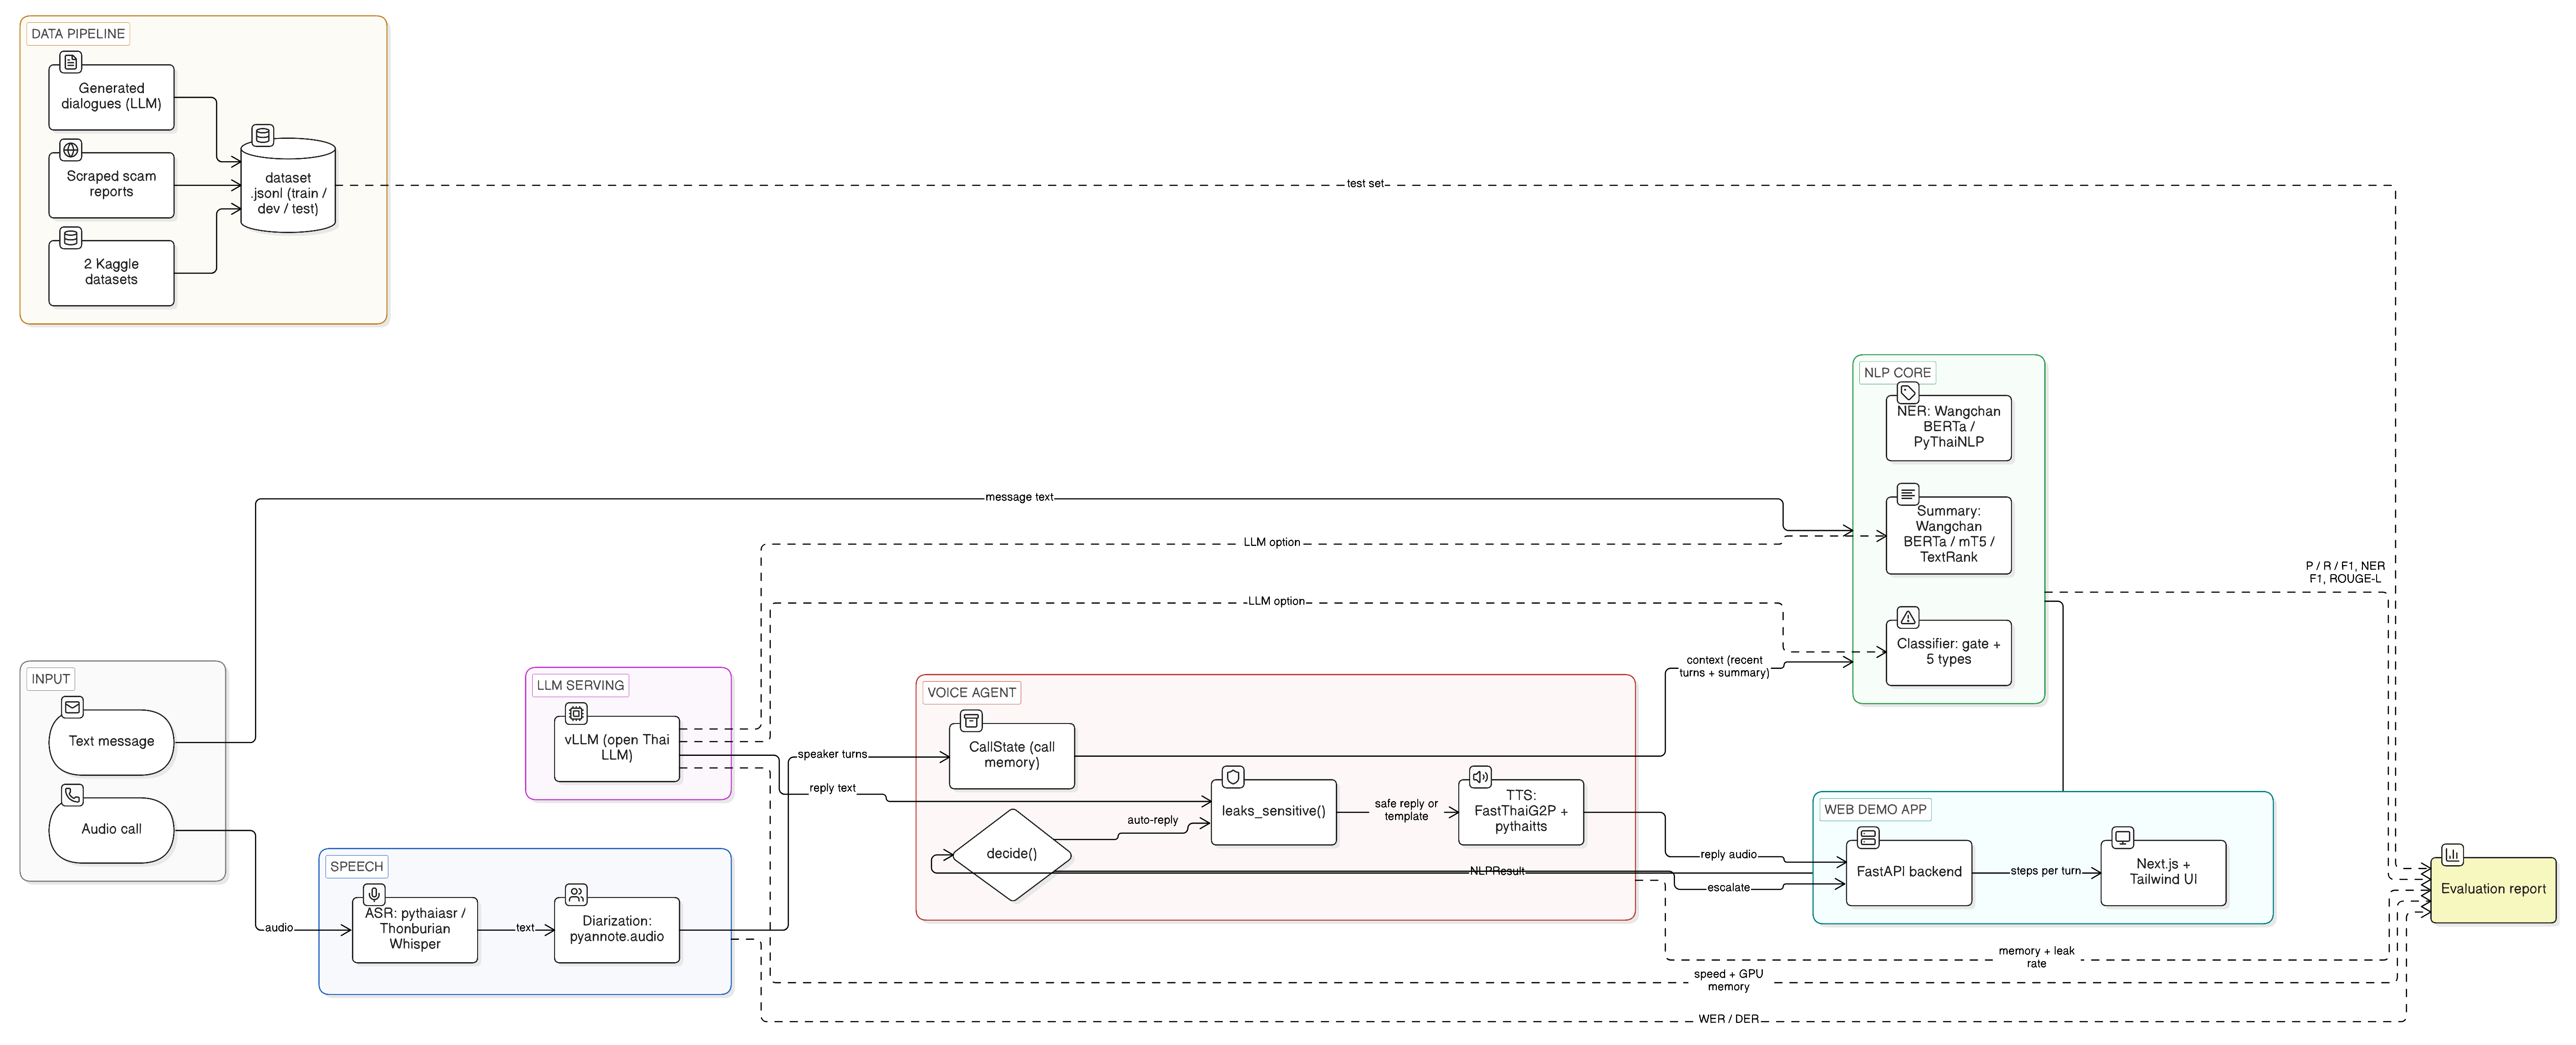 DATA PIPELINE
Generated
dialogues (LLM)
Scraped scam
reports
2 Kaggle
datasets
dataset
.jsonl (train /
dev / test)
test set
NLP CORE
NER: Wangchan
BERTa /
PyThaiNLP
Summary:
Wangchan
BERTa / mT5 /
TextRank
Classifier: gate +
5 types
message text
LLM option
LLM option
P / R / F1, NER
F1, ROUGE-L
context (recent
turns + summary)
INPUT
Text message
Audio call
LLM SERVING
vLLM (open Thai
LLM)
speaker turns
reply text
VOICE AGENT
CallState (call
memory)
decide()
auto-reply
leaks_sensitive()
safe reply or
template
TTS:
FastThaiG2P +
pythaitts
NLPResult
reply audio
escalate
WEB DEMO APP
FastAPI backend
steps per turn
Next.js +
Tailwind UI
Evaluation report
SPEECH
audio
ASR: pythaiasr /
Thonburian
Whisper
text
Diarization:
pyannote.audio
memory + leak
rate
speed + GPU
memory
WER / DER